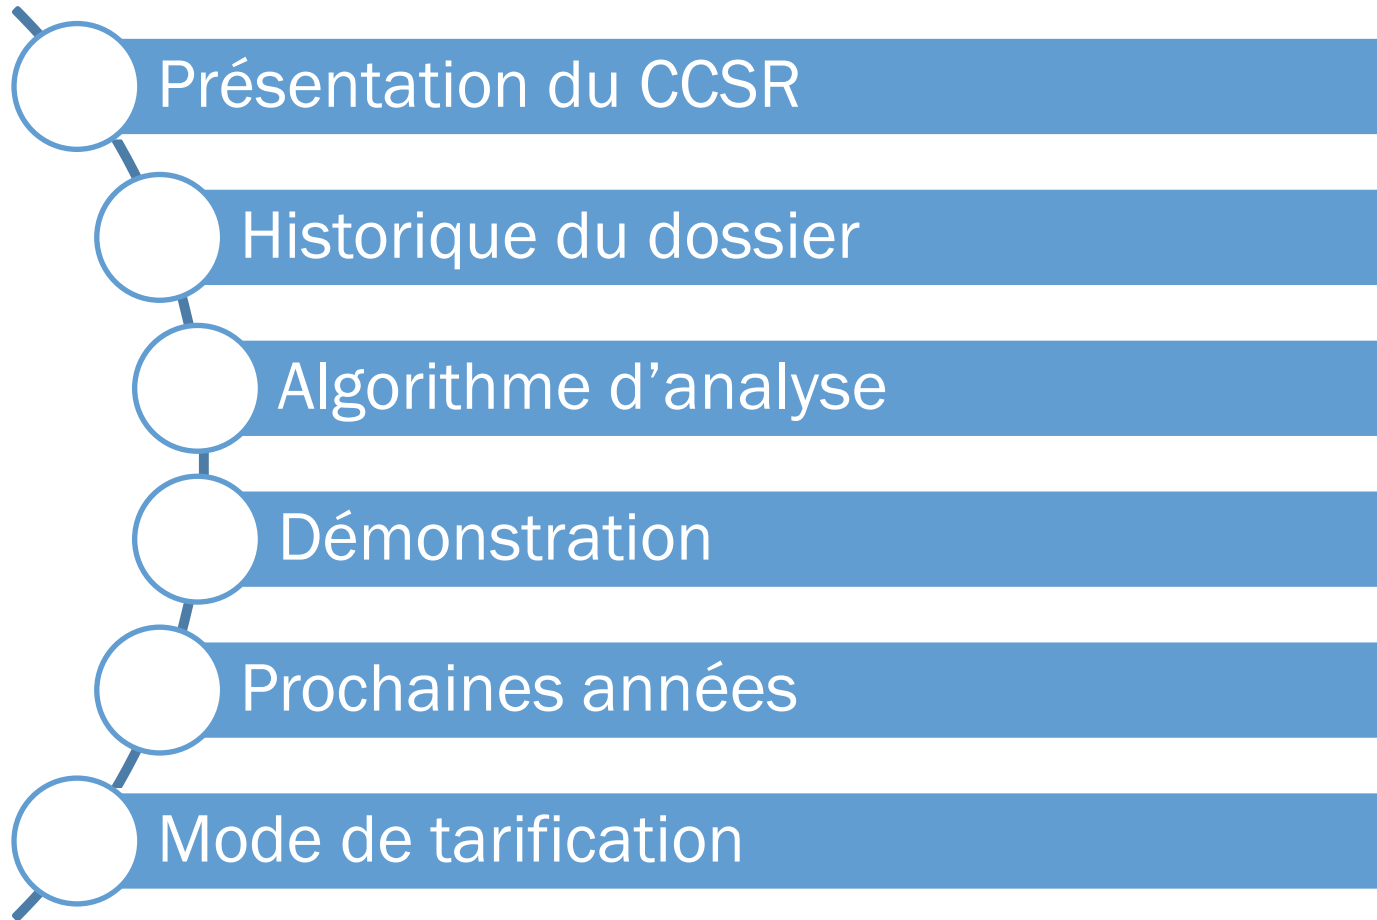 Présentation du CCSR
Historique du dossier
Algorithme d’analyse
Démonstration
Prochaines années
Mode de tarification